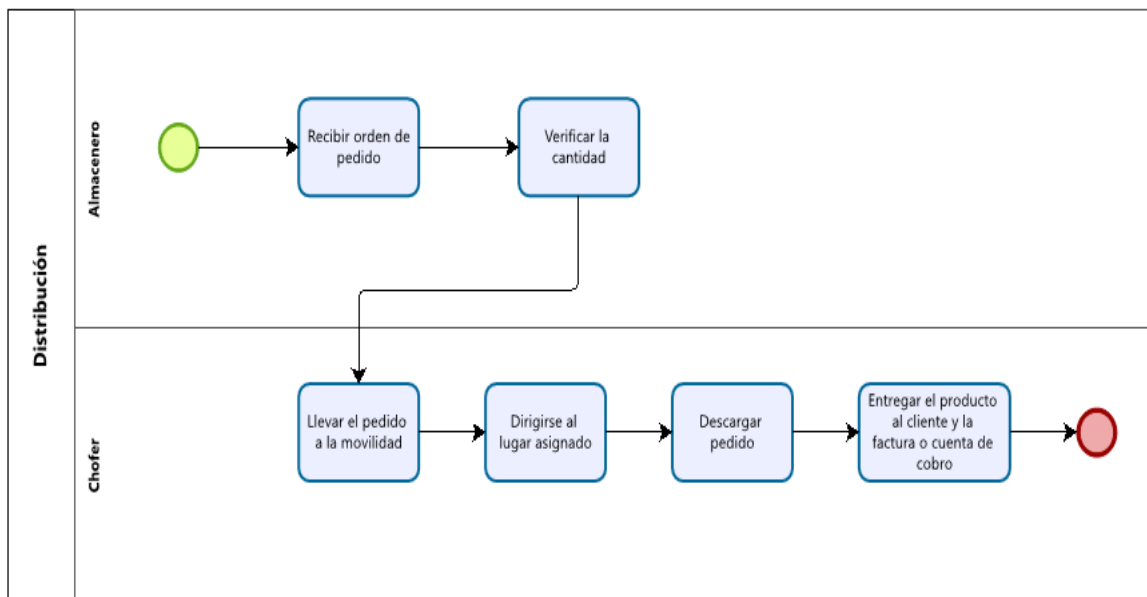 Distribución
Almacenero
Recibir orden de
pedido
Verificar la
cantidad
Chofer
Llevar el pedido
a la movilidad
Dirigirse al
lugar asignado
Descargar
pedido
Entregar el producto
al cliente y la
factura o cuenta de
cobro